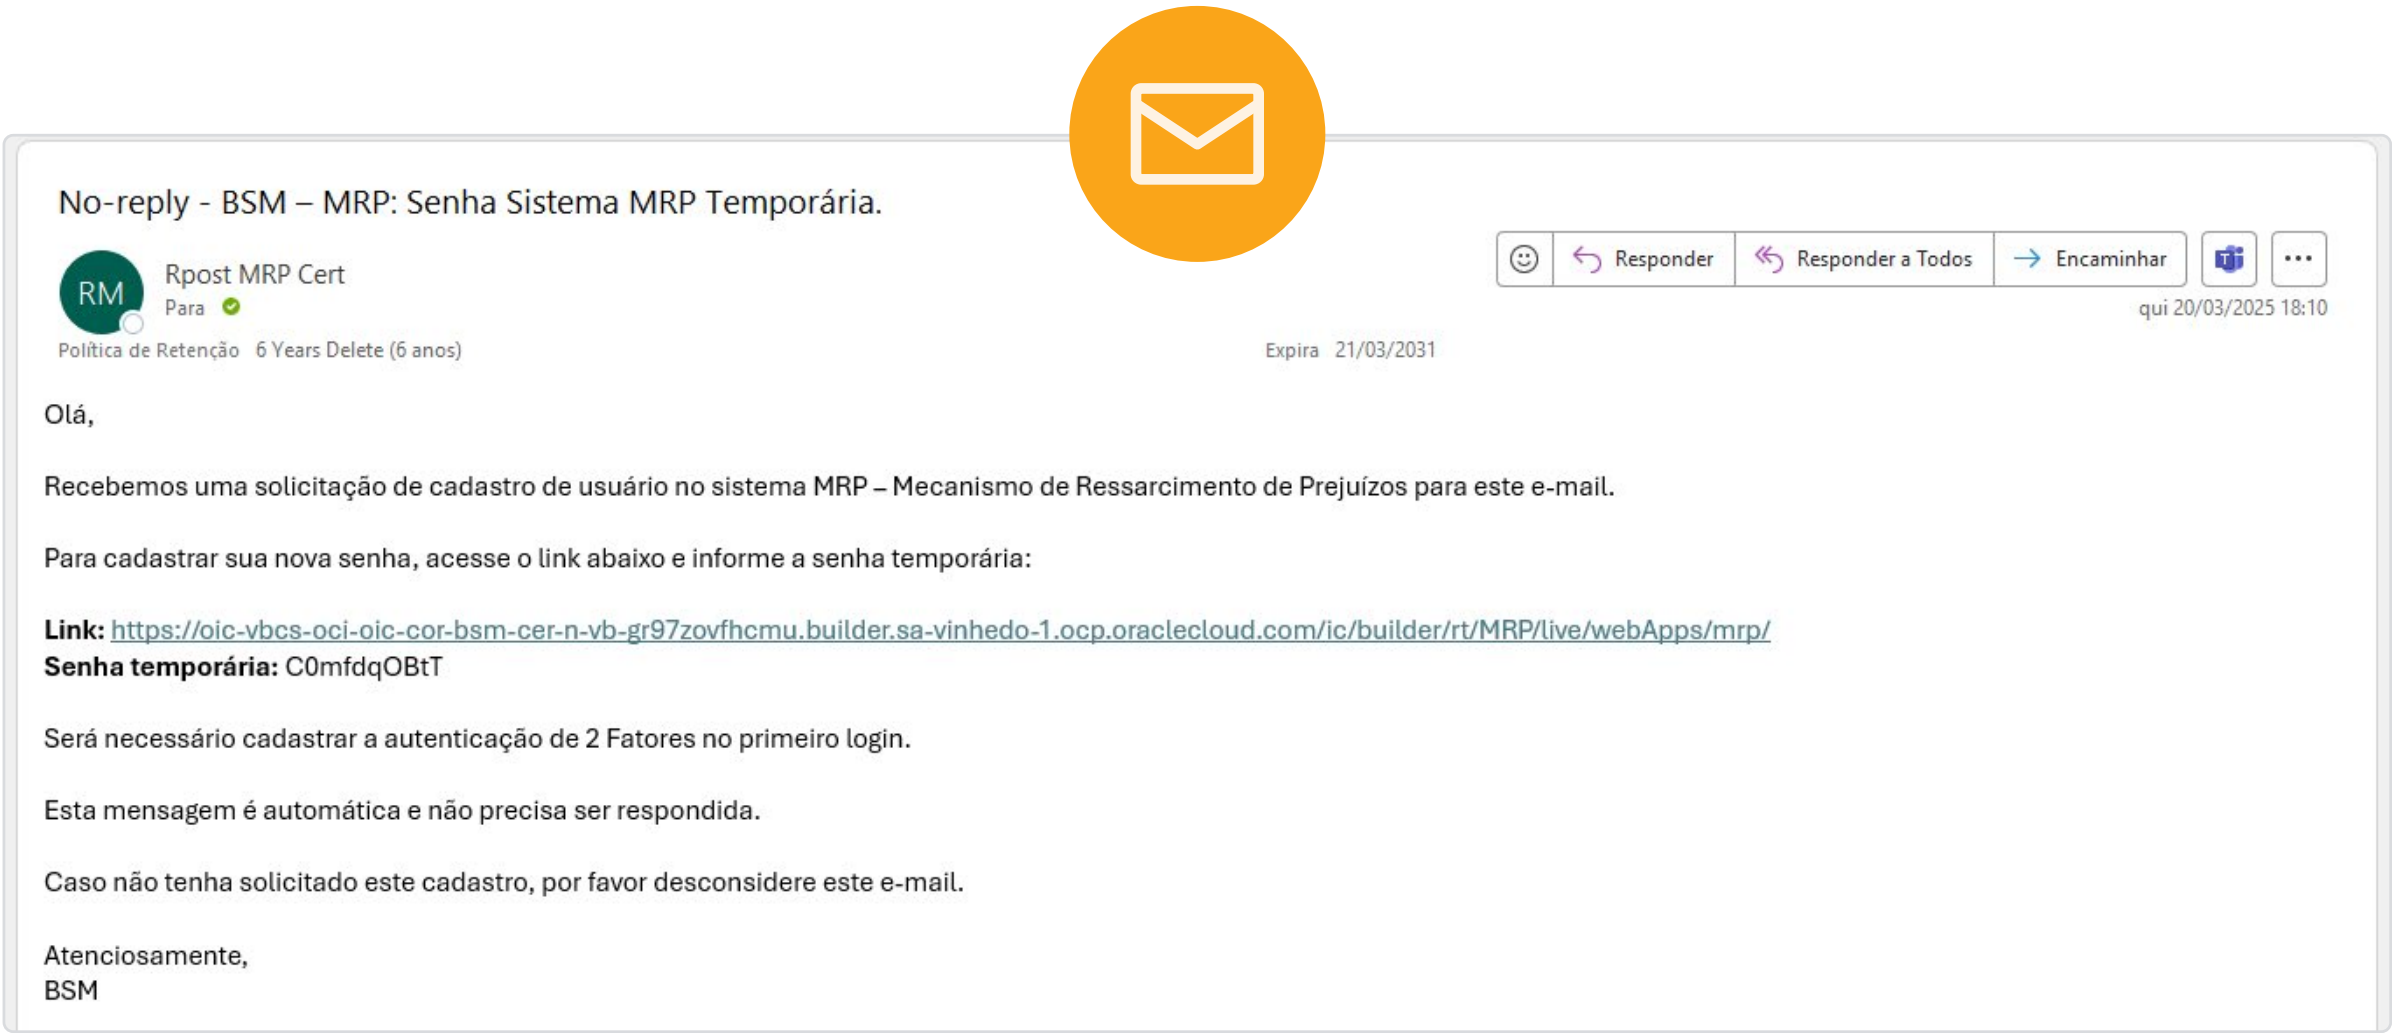 No-reply - BSM – MRP: Senha Sistema MRP Temporária.
RM
Rpost MRP Cert
Para
Responder
Responder a Todos
Encaminhar
qui 20/03/2025 18:10
Política de Retenção 6 Years Delete (6 anos)
Expira 21/03/2031
Olá,
Recebemos uma solicitação de cadastro de usuário no sistema MRP – Mecanismo de Ressarcimento de Prejuízos para este e-mail.
Para cadastrar sua nova senha, acesse o link abaixo e informe a senha temporária:
Link: https://oic-vbcs-oci-oic-cor-bsm-cer-n-vb-gr97zovfhcmu.builder.sa-vinhedo-1.ocp.oraclecloud.com/ic/builder/rt/MRP/live/webApps/mrp/
Senha temporária: C0mfdqOBtT
Será necessário cadastrar a autenticação de 2 Fatores no primeiro login.
Esta mensagem é automática e não precisa ser respondida.
Caso não tenha solicitado este cadastro, por favor desconsidere este e-mail.
Atenciosamente,
BSM